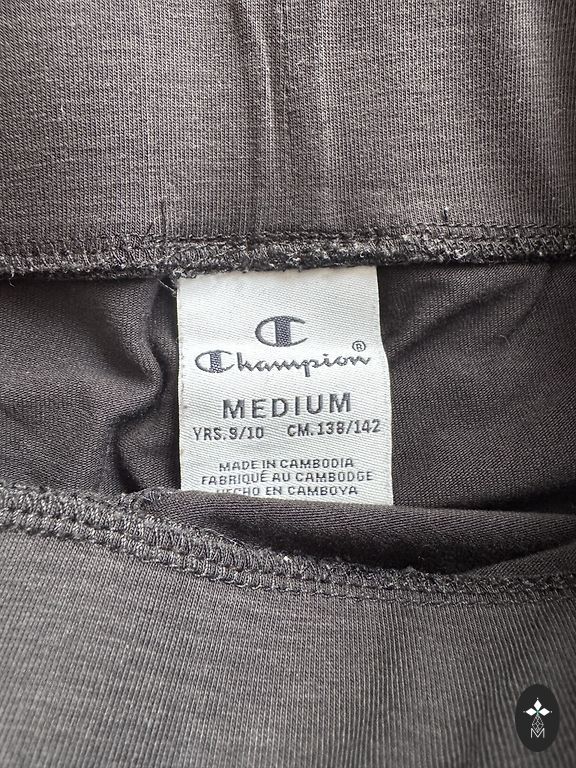 Champion®
MEDIUM
YRS.9/10 CM.138/142
MADE IN CAMBODIA
FABRIQUÉ AU CAMBODGE
HECHO EN CAMBOYA
M